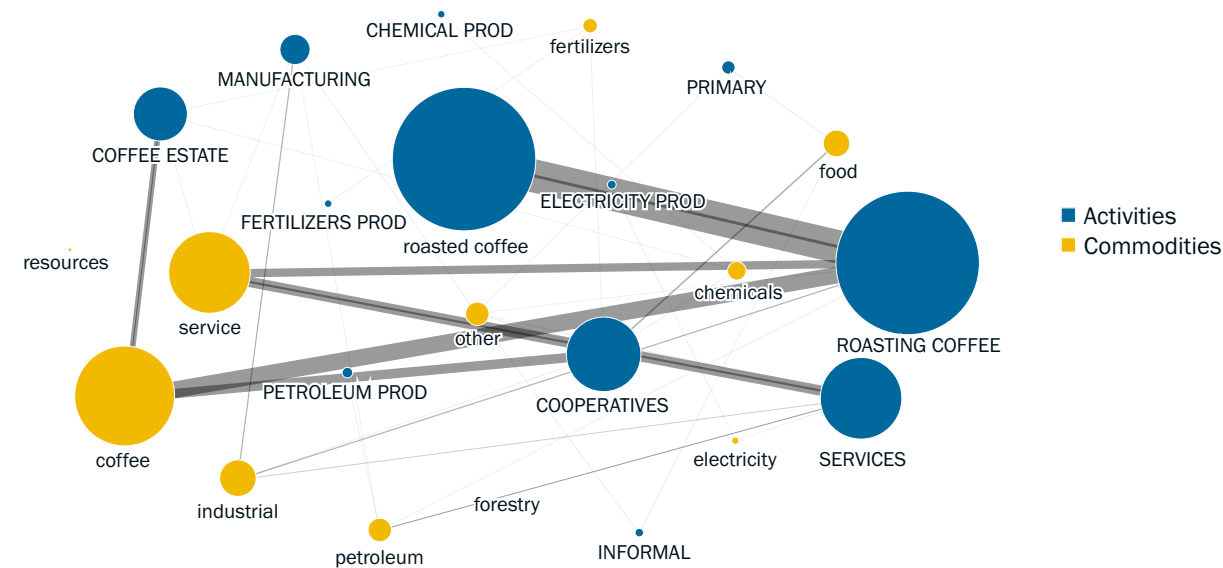 CHEMICAL PROD
fertilizers
MANUFACTURING
PRIMARY
COFFEE ESTATE
food
ELECTRICITY PROD
FERTILIZERS PROD
roasted coffee
Activities
Commodities
resources
chemicals
service
other
ROASTING COFFEE
PETROLEUM PROD
COOPERATIVES
coffee
electricity
SERVICES
industrial
forestry
petroleum
INFORMAL